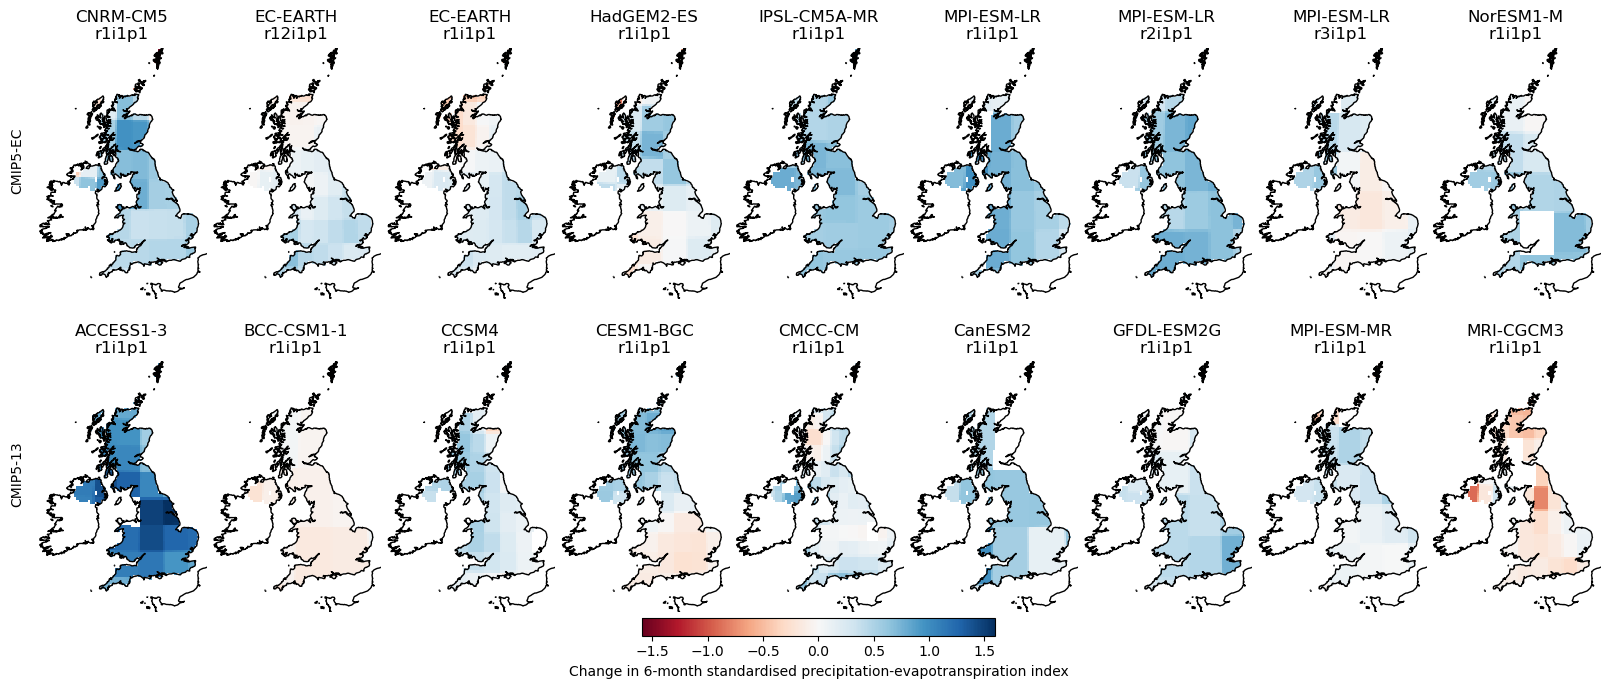 CNRM-CM5
r1i1p1
EC-EARTH
r12i1p1
EC-EARTH
r1i1p1
HadGEM2-ES
r1i1p1
IPSL-CM5A-MR
r1i1p1
MPI-ESM-LR
r1i1p1
MPI-ESM-LR
r2i1p1
MPI-ESM-LR
r3i1p1
NorESM1-M
r1i1p1
CMIP5-EC
ACCESS1-3
r1i1p1
BCC-CSM1-1
r1i1p1
CCSM4
r1i1p1
CESM1-BGC
r1i1p1
CMCC-CM
r1i1p1
CanESM2
r1i1p1
GFDL-ESM2G
r1i1p1
MPI-ESM-MR
r1i1p1
MRI-CGCM3
r1i1p1
CMIP5-13
−1.5 −1.0 −0.5 0.0 0.5 1.0 1.5
Change in 6-month standardised precipitation-evapotranspiration index